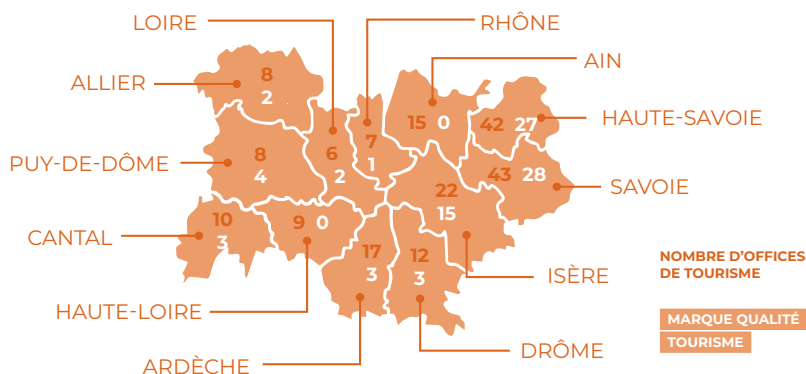 LOIRE
RHÔNE
AIN
ALLIER
8
2
HAUTE-SAVOIE
42 27
15 0
7
1
6
2
PUY-DE-DÔME
8
4
43 28
SAVOIE
22
15
CANTAL
10
3
9 0
17
3
12
3
ISÈRE
HAUTE-LOIRE
ARDÈCHE
DRÔME
NOMBRE D'OFFICES
DE TOURISME
MARQUE QUALITÉ
TOURISME